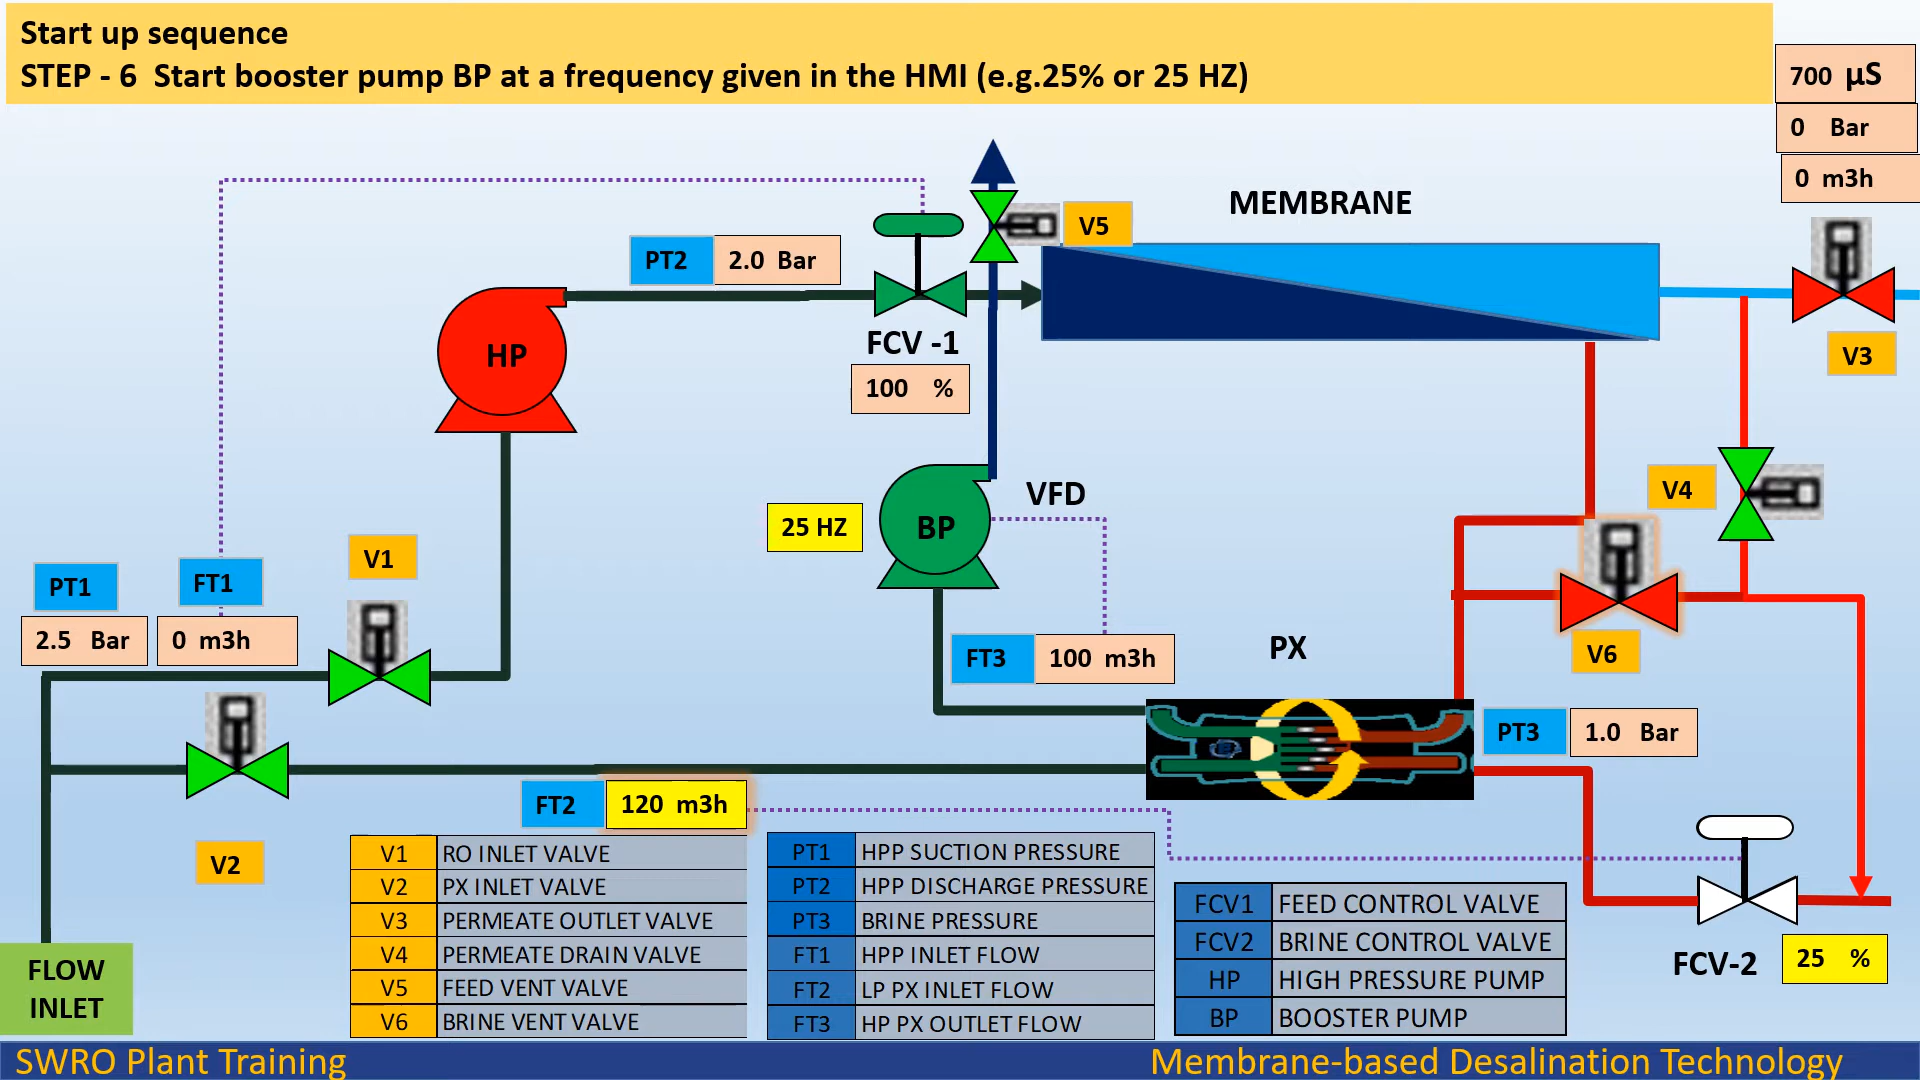 Start up sequence
STEP - 6  Start booster pump BP at a frequency given in the HMI (e.g.25% or 25 HZ)
700 µS
0 Bar
0 m3h
MEMBRANE
V5
PT2 2.0 Bar
V3
FCV -1
100 %
HP
V4
VFD
25 HZ
BP
V1
PT1
FT1
2.5 Bar
0 m3h
V6
FT3 100 m3h
PX
PT3 1.0 Bar
FT2 120 m3h
V2
V1 RO INLET VALVE
V2 PX INLET VALVE
V3 PERMEATE OUTLET VALVE
V4 PERMEATE DRAIN VALVE
V5 FEED VENT VALVE
V6 BRINE VENT VALVE
PT1 HPP SUCTION PRESSURE
PT2 HPP DISCHARGE PRESSURE
PT3 BRINE PRESSURE
FT1 HPP INLET FLOW
FT2 LP PX INLET FLOW
FT3 HP PX OUTLET FLOW
FCV1 FEED CONTROL VALVE
FCV2 BRINE CONTROL VALVE
HP HIGH PRESSURE PUMP
BP BOOSTER PUMP
FCV-2 25 %
FLOW
INLET
SWRO Plant Training
Membrane-based Desalination Technology